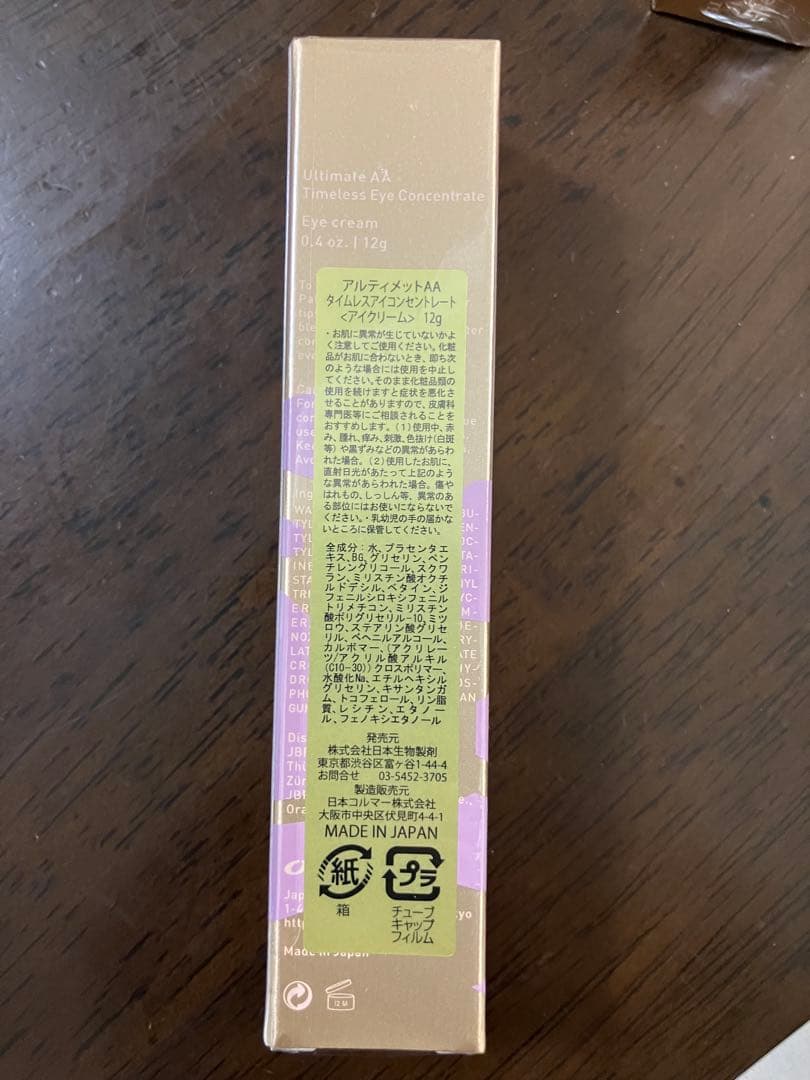 Ultimate AA
Timeless Eye Concentrate
Eye cream
0.4 oz. | 12g
アルティメットAA
タイムレスアイコンセントレート
<アイクリーム> 12g
・お肌に異常が生じていないかよ
く注意してご使用ください。化粧
品がお肌に合わないとき、即ち次
のような場合には使用を中止し
てください。そのまま化粧品類の
使用を続けますと症状を悪化さ
せることがありますので、皮膚科
専門医等にご相談されることを
おすすめします。(1)使用中、赤
み、腫れ、痒み、刺激、色抜け(白斑
等)や黒ずみなどの異常があらわ
れた場合。(2)使用したお肌に、
直射日光があたって上記のよう
な異常があらわれた場合。傷や
はれもの、しっしん等、異常のあ
る部位にはお使いにならないで
ください。・乳幼児の手の届かな
いところに保管してください。
全成分:水、プラセンタエ
キス、BG、グリセリン、ペン
チレングリコール、スクワ
ラン、ミリスチン酸オクチ
ルドデシル、ベタイン、ジ
フェニルシロキシフェニル
トリメチコン、ミリスチン
酸ポリグリセリル-10、ミツ
ロウ、ステアリン酸グリセ
リル、ベヘニルアルコール、
カルボマー、(アクリレー
ツ/アクリル酸アルキル
(C10-30))クロスポリマー、
水酸化Na、エチルヘキシル
グリセリン、キサンタンガ
ム、トコフェロール、リン脂
質、レシチン、エタノー
ル、フェノキシエタノール
発売元
株式会社日本生物製剤
東京都渋谷区富ヶ谷1-44-4
お問合せ 03-5452-3705
製造販売元
日本コルマー株式会社
大阪市中央区伏見町4-4-1
MADE IN JAPAN
紙
箱
プラ
チューブ
キャップ
フィルム
Made in Japan
12 M